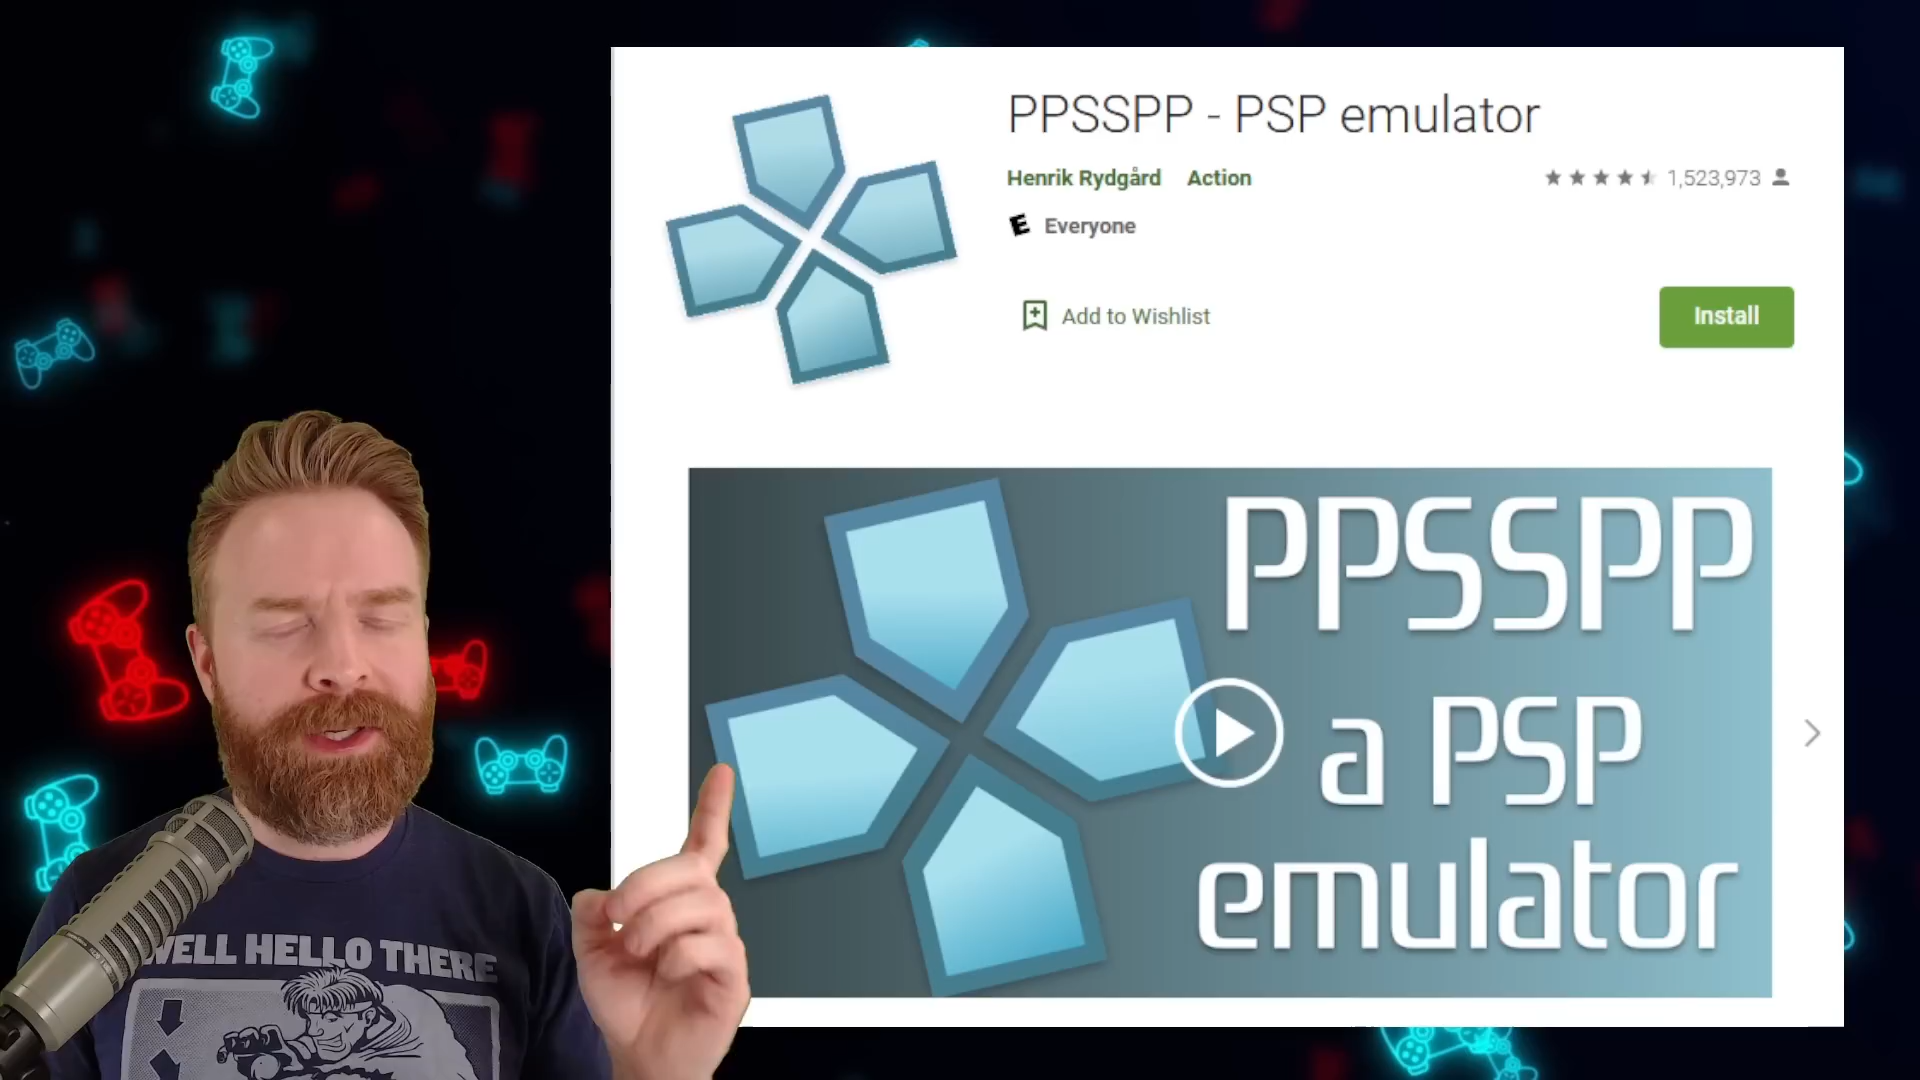 PPSSPP - PSP emulator
Henrik Rydgård Action
1,523,973
E Everyone
Add to Wishlist
Install
PPSSPP
a PSP
emulator
WELL HELLO THERE